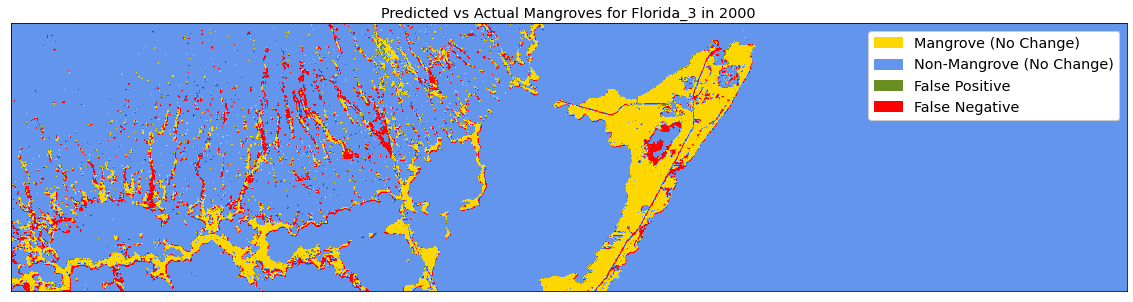 Predicted vs Actual Mangroves for Florida_3 in 2000
Mangrove (No Change)
Non-Mangrove (No Change)
False Positive
False Negative